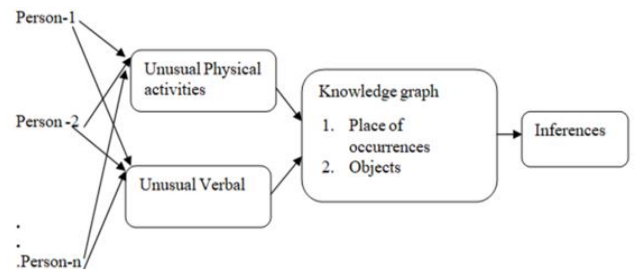 Person-1
Unusual Physical
activities
Person -2
Unusual Verbal
.
.
.Person-n
Knowledge graph
1. Place of
occurrences
2. Objects
Inferences